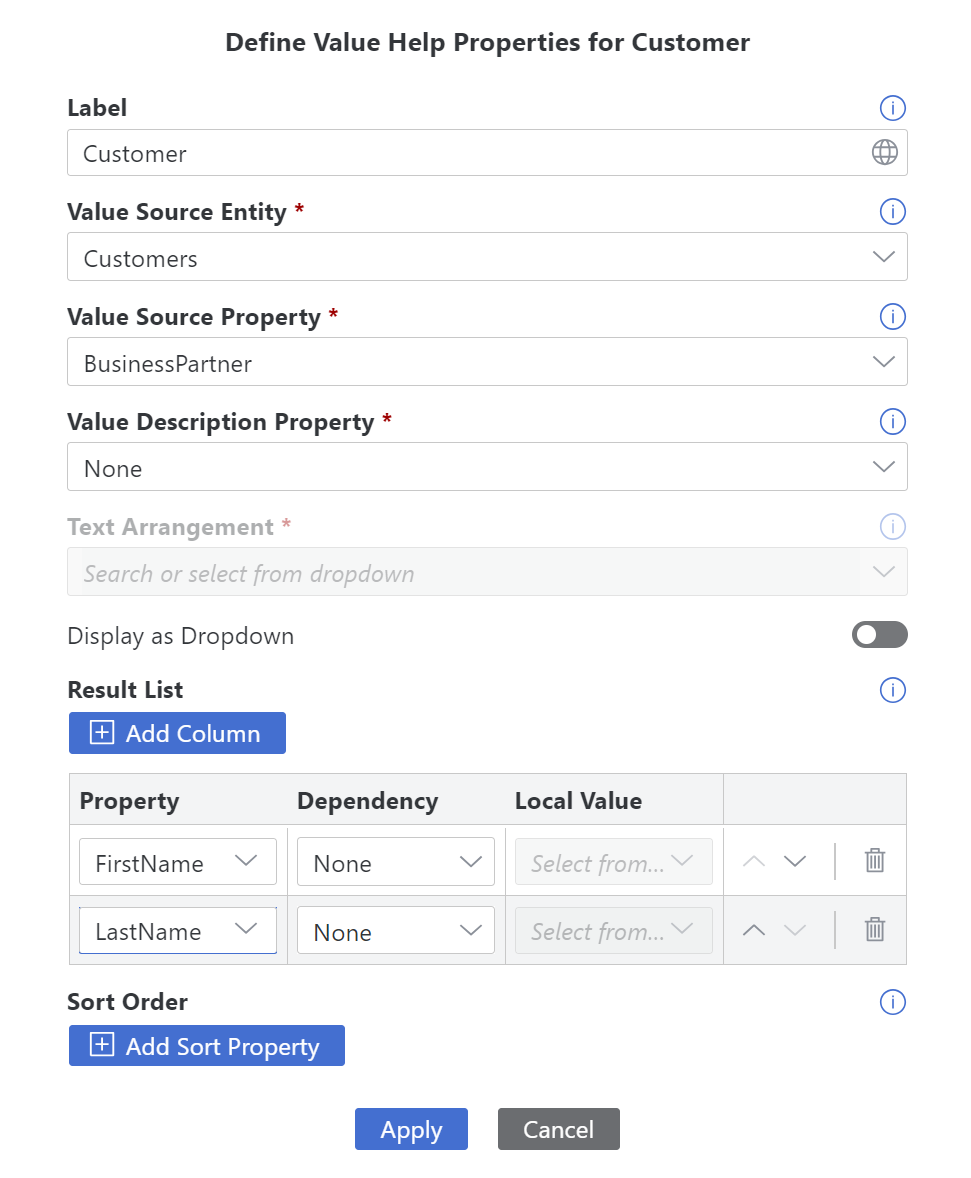 Define Value Help Properties for Customer
Label
Customer
Value Source Entity *
Customers
Value Source Property *
BusinessPartner
Value Description Property *
None
Text Arrangement *
Search or select from dropdown
Display as Dropdown
Result List
Add Column
Property Dependency Local Value
FirstName None Select from...
LastName None Select from...
Sort Order
Add Sort Property
Apply Cancel